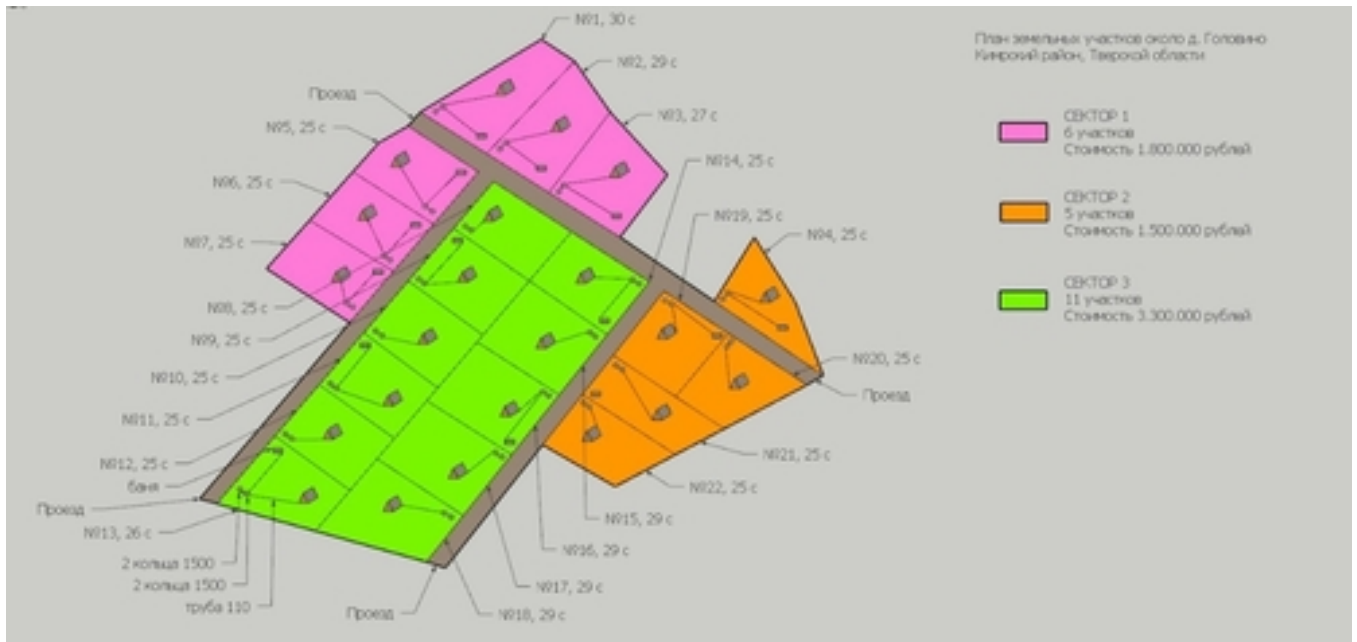 №1, 30 с
№2, 29 с
Проезд
№3, 27 с
№5, 25 с
№14, 25 с
№6, 25 с
№19, 25 с
№4, 25 с
№7, 25 с
№8, 25 с
№9, 25 с
№20, 25 с
№10, 25 с
Проезд
№11, 25 с
№12, 25 с
№21, 25 с
баня
№22, 25 с
Проезд
№15, 29 с
№13, 26 с
№16, 29 с
2 кольца 1500
2 кольца 1500
№17, 29 с
труба 110
Проезд
№18, 29 с
План земельных участков около д. Головино
Кимрский район, Тверской области
СЕКТОР 1
6 участков
Стоимость 1.800.000 рублей
СЕКТОР 2
5 участков
Стоимость 1.500.000 рублей
СЕКТОР 3
11 участков
Стоимость 3.300.000 рублей